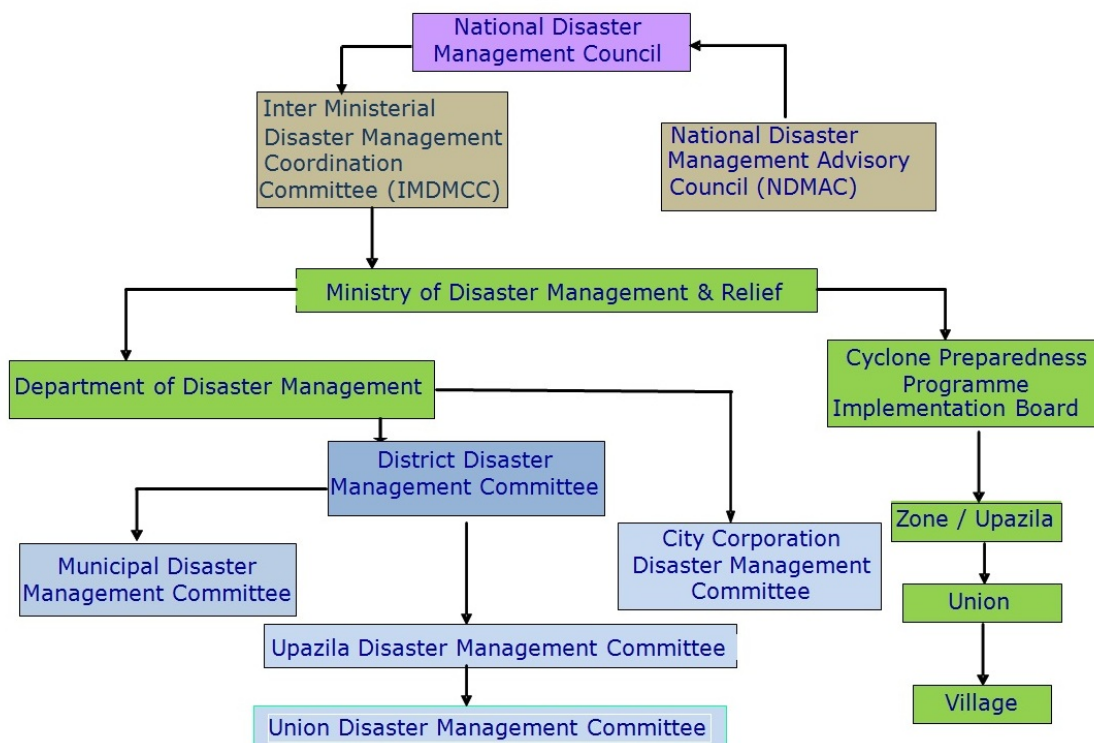 National Disaster
Management Council
Inter Ministerial
Disaster Management
Coordination
Committee (IMDMCC)
National Disaster
Management Advisory
Council (NDMAC)
Ministry of Disaster Management & Relief
Department of Disaster Management
Cyclone Preparedness
Programme
Implementation Board
District Disaster
Management Committee
Municipal Disaster
Management Committee
City Corporation
Disaster Management
Committee
Zone / Upazila
Union
Upazila Disaster Management Committee
Village
Union Disaster Management Committee